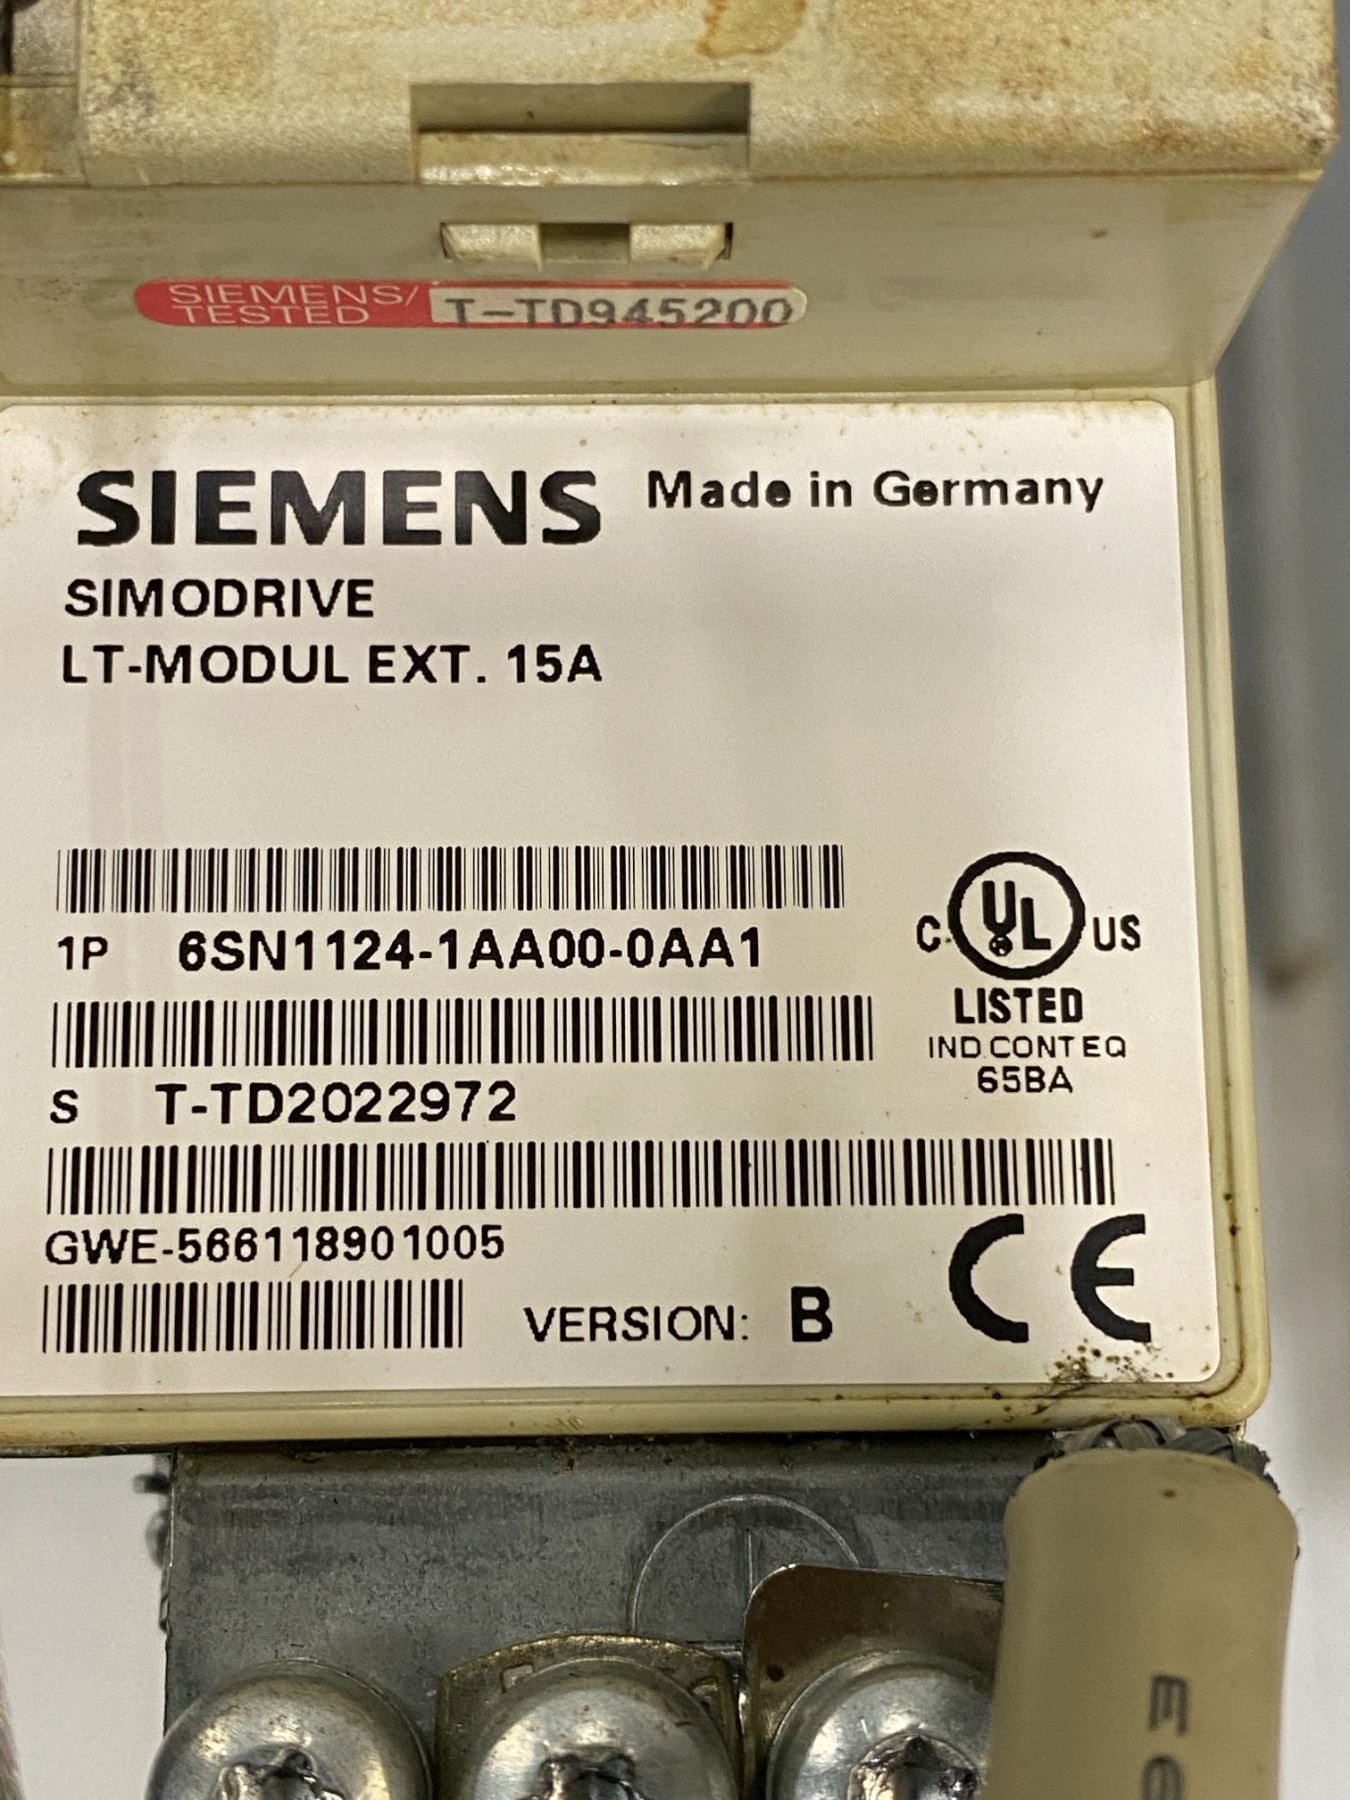 SIEMENS/
TESTED T-TD945200
SIEMENS Made in Germany
SIMODRIVE
LT-MODUL EXT. 15A
1P 6SN1124-1AA00-0AA1
C UL US
LISTED
IND.CONT EQ
65BA
S T-TD2022972
GWE-566118901005
VERSION: B
CE